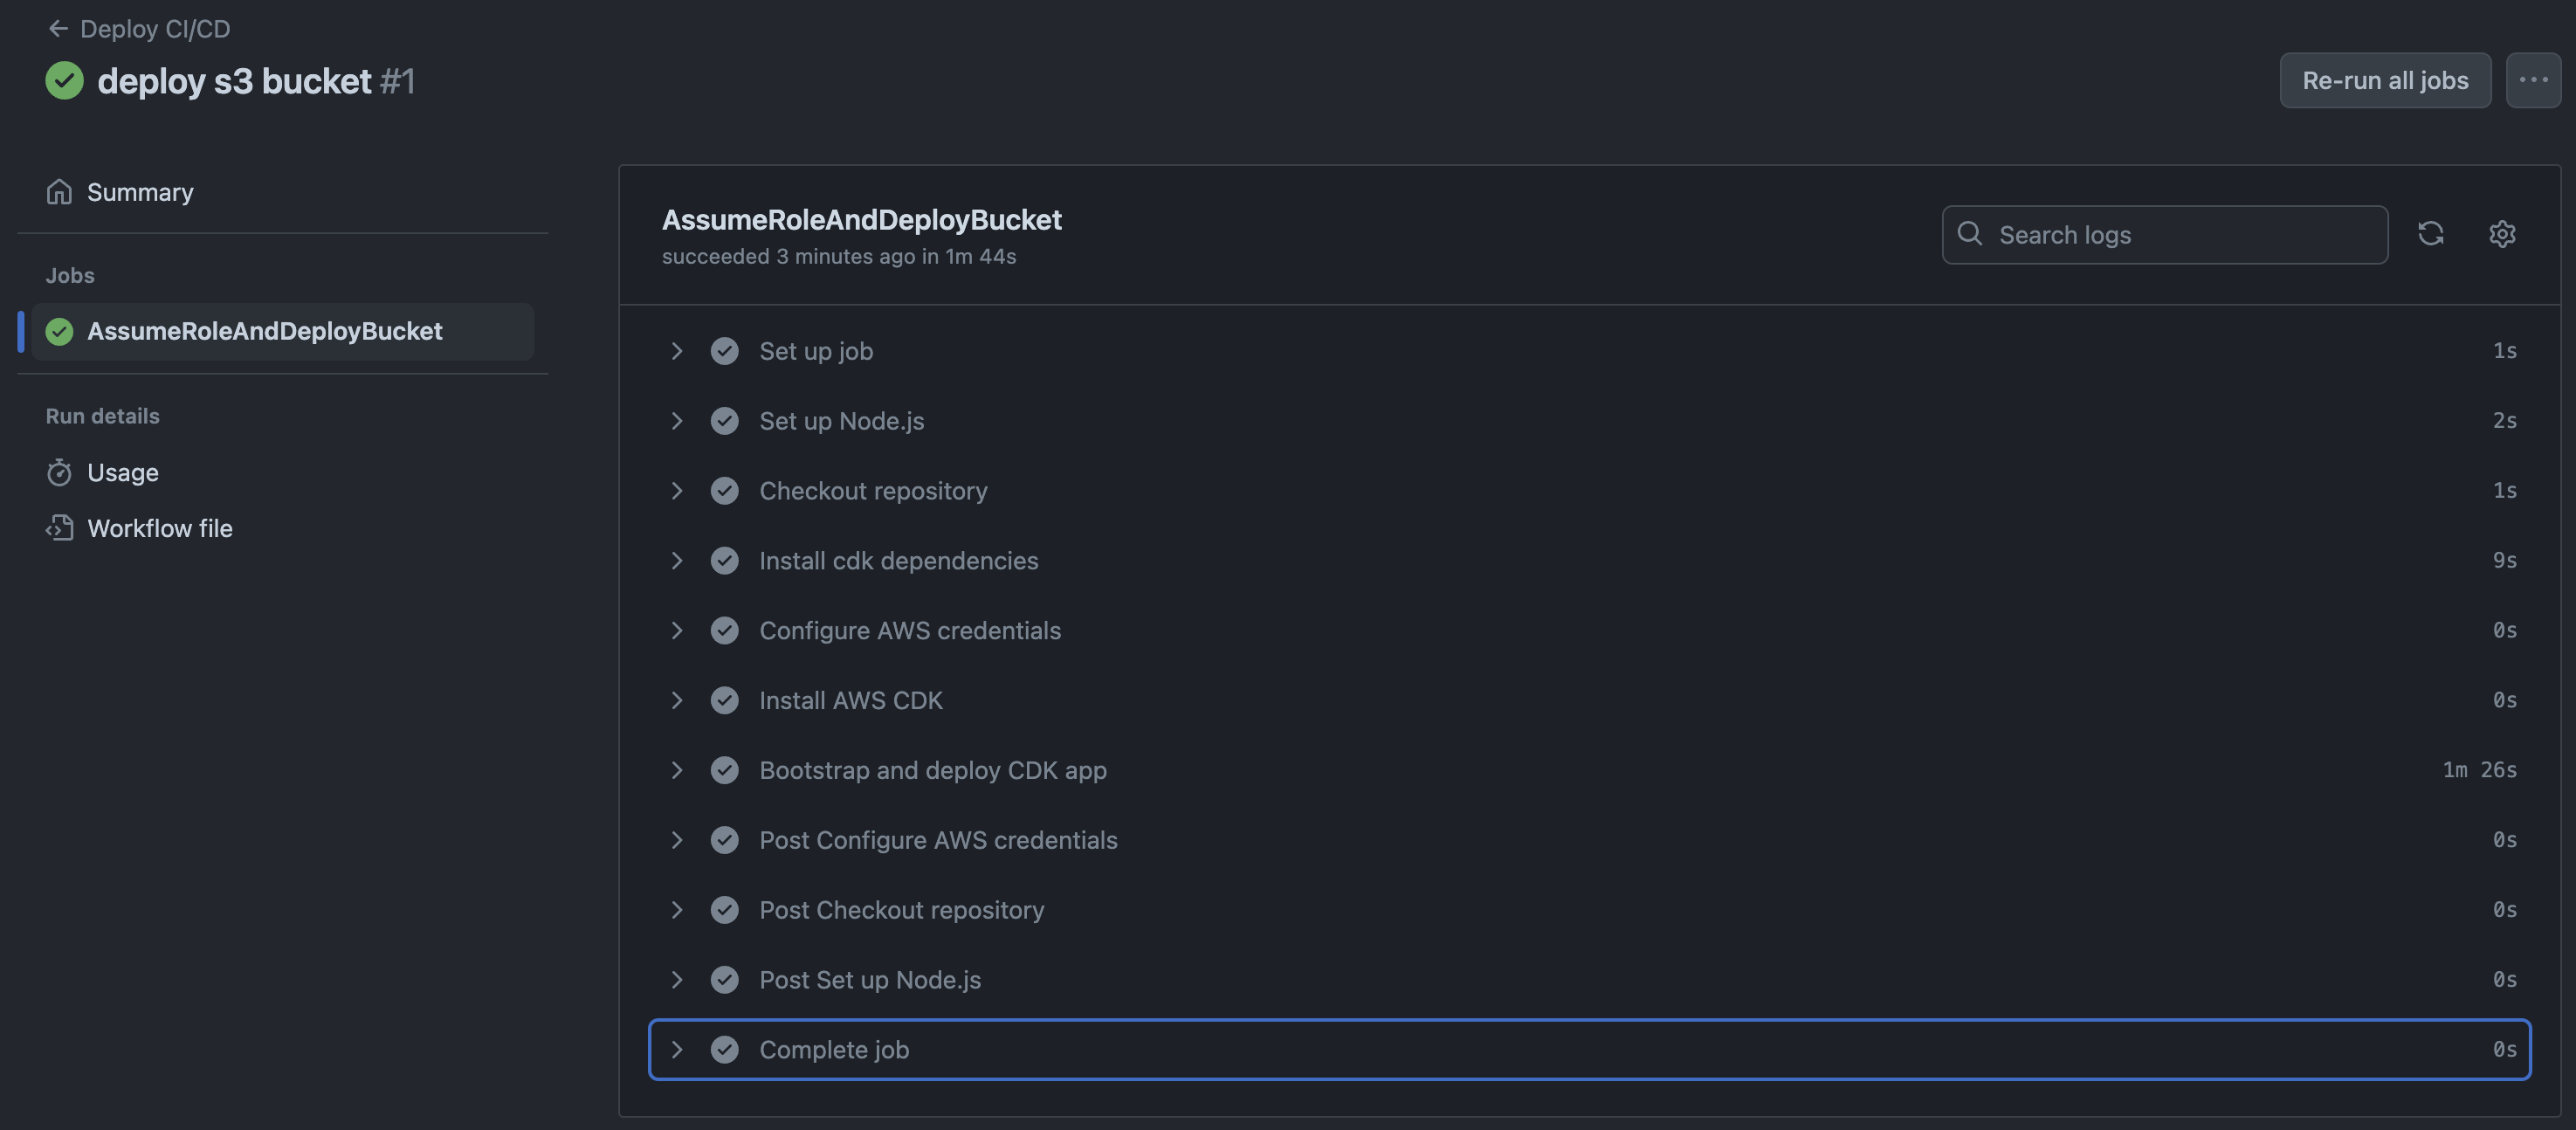 Deploy CI/CD
deploy s3 bucket #1
Re-run all jobs
Summary
Jobs
AssumeRoleAndDeployBucket
Run details
Usage
Workflow file
AssumeRoleAndDeployBucket
succeeded 3 minutes ago in 1m 44s
Search logs
Set up job 1s
Set up Node.js 2s
Checkout repository 1s
Install cdk dependencies 9s
Configure AWS credentials 0s
Install AWS CDK 0s
Bootstrap and deploy CDK app 1m 26s
Post Configure AWS credentials 0s
Post Checkout repository 0s
Post Set up Node.js 0s
Complete job 0s